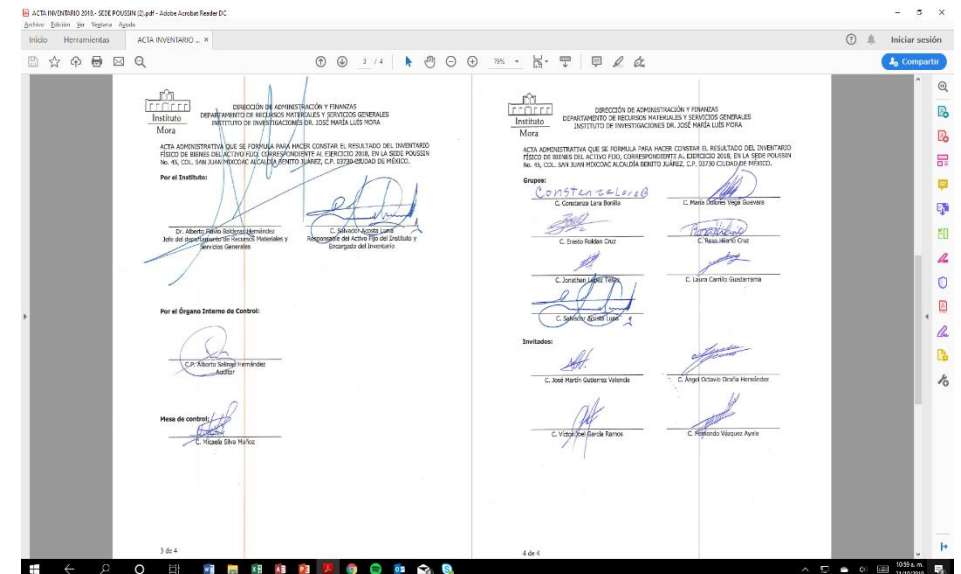 ACTA INVENTARIO 2018.- SEDE POUSSIN (2).pdf - Adobe Acrobat Reader DC
Archivo Edición Ver Ventana Ayuda
Inicio Herramientas ACTA INVENTARIO ... × Iniciar sesión
3 / 4 79% Compartir
Instituto
Mora
DIRECCIÓN DE ADMINISTRACIÓN Y FINANZAS
DEPARTAMENTO DE RECURSOS MATERIALES Y SERVICIOS GENERALES
INSTITUTO DE INVESTIGACIONES DR. JOSÉ MARÍA LUÍS MORA
ACTA ADMINISTRATIVA QUE SE FORMULA PARA HACER CONSTAR EL RESULTADO DEL INVENTARIO
FÍSICO DE BIENES DEL ACTIVO FIJO, CORRESPONDIENTE AL EJERCICIO 2018, EN LA SEDE POUSSIN
No. 45, COL. SAN JUAN MIXCOAC ALCALDÍA BENITO JUÁREZ, C.P. 03730 CIUDAD DE MÉXICO.
Por el Instituto:
Dr. Alberto Flavio Balderas Hernández
Jefe del departamento de Recursos Materiales y
Servicios Generales
C. Salvador Acosta Luna
Responsable del Activo Fijo del Instituto y
Encargado del Inventario
Por el Órgano Interno de Control:
C.P. Alberto Salinas Hernández
Auditor
Mesa de control:
C. Micaela Silva Muñoz
3 de 4
Instituto
Mora
DIRECCIÓN DE ADMINISTRACIÓN Y FINANZAS
DEPARTAMENTO DE RECURSOS MATERIALES Y SERVICIOS GENERALES
INSTITUTO DE INVESTIGACIONES DR. JOSÉ MARÍA LUÍS MORA
ACTA ADMINISTRATIVA QUE SE FORMULA PARA HACER CONSTAR EL RESULTADO DEL INVENTARIO
FÍSICO DE BIENES DEL ACTIVO FIJO, CORRESPONDIENTE AL EJERCICIO 2018, EN LA SEDE POUSSIN
No. 45, COL. SAN JUAN MIXCOAC ALCALDÍA BENITO JUÁREZ, C.P. 03730 CIUDAD DE MÉXICO.
Grupos:
C. Constanza Lara Bonilla
C. María Dolores Vega Guevara
C. Erasto Roldan Cruz
C. Rosa Hilario Cruz
C. Jonathan López Téllez
C. Laura Carrillo Guadarrama
C. Salvador Acosta Luna
Invitados:
C. José Martín Gutierrez Valencia
C. Ángel Octavio Ocaña Hernández
C. Víctor Joel García Ramos
C. Fernando Vázquez Ayala
4 de 4
10:59 a. m.